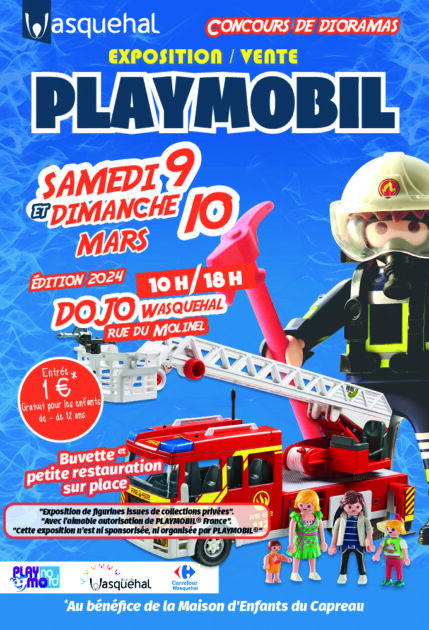 Wasquehal
CONCOURS DE DIORAMAS
EXPOSITION / VENTE
PLAYMOBIL
SAMEDI 9
ET DIMANCHE 10
MARS
ÉDITION 2024
10 H/18 H
DOJO WASQUEHAL
RUE DU MOLINEL
Entrée
1 €*
Gratuit pour les enfants
de - de 12 ans
Buvette et
petite restauration
sur place
"Exposition de figurines issues de collections privées".
"Avec l'aimable autorisation de PLAYMOBIL® France".
"Cette exposition n'est ni sponsorisée, ni organisée par PLAYMOBIL®"
PLAYmo no rd
Wasquehal
Carrefour
Wasquehal
*Au bénéfice de la Maison d'Enfants du Capreau